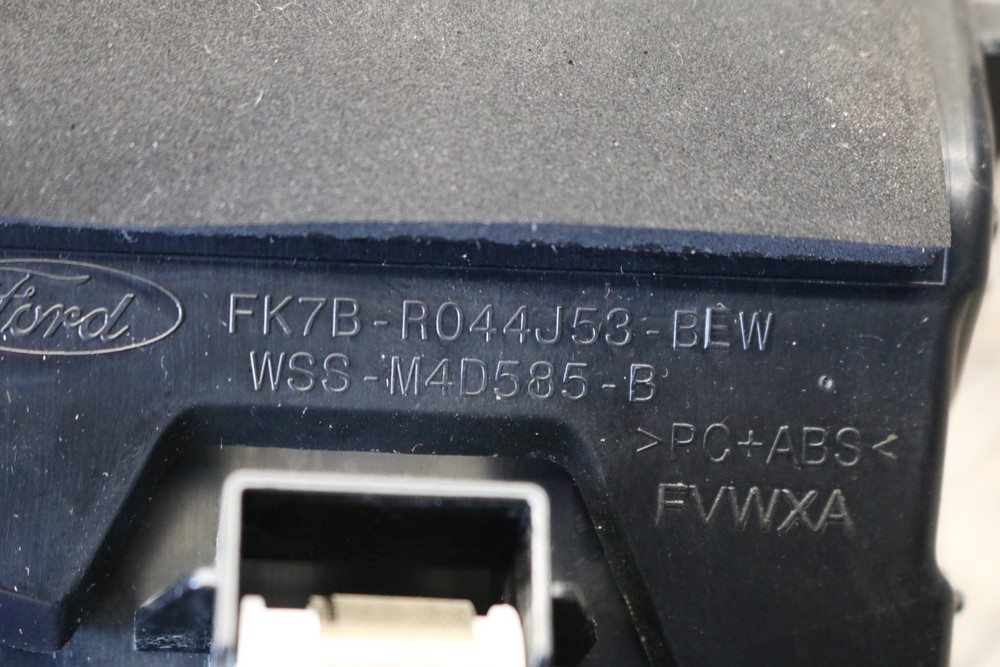 Ford
FK7B-R044J53-BEW
WSS-M4D585-B
>PC+ABS<
FVWXA